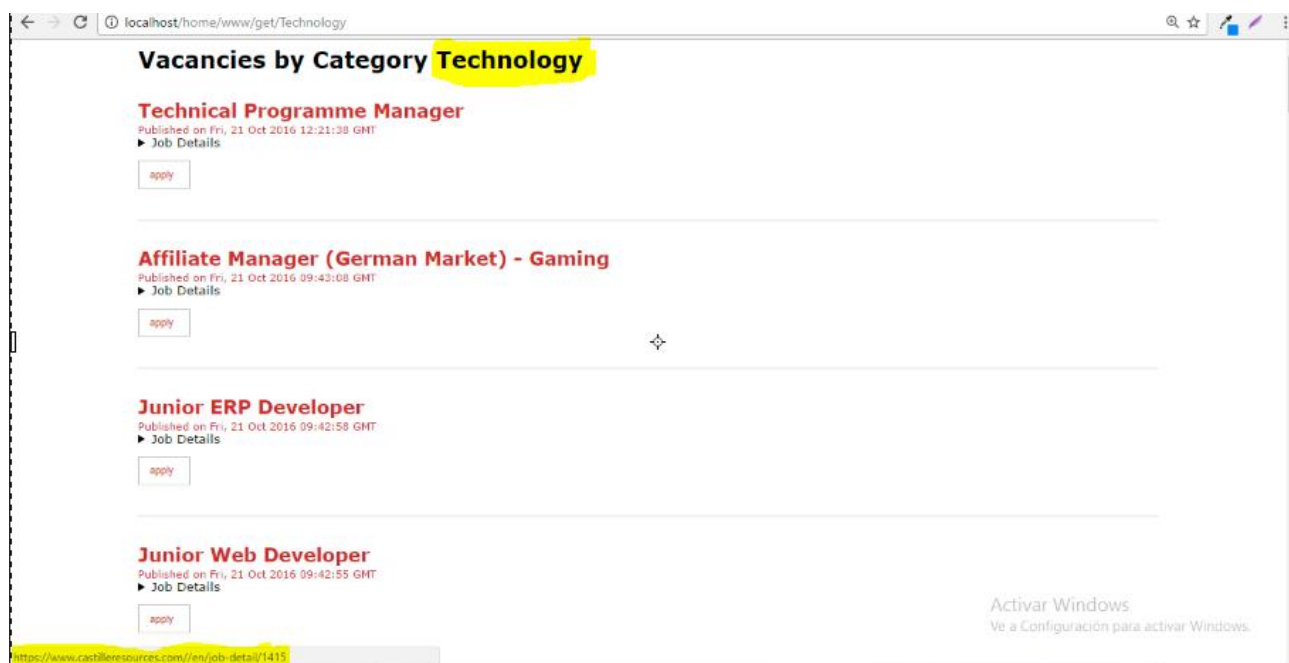 localhost/home/www/get/Technology
Vacancies by Category Technology
Technical Programme Manager
Published on Fri, 21 Oct 2016 12:21:38 GMT
Job Details
apply
Affiliate Manager (German Market) - Gaming
Published on Fri, 21 Oct 2016 09:43:08 GMT
Job Details
apply
Junior ERP Developer
Published on Fri, 21 Oct 2016 09:42:58 GMT
Job Details
apply
Junior Web Developer
Published on Fri, 21 Oct 2016 09:42:55 GMT
Job Details
apply
Activar Windows
Ve a Configuración para activar Windows.
https://www.castilleresources.com//en/job-detail/1415